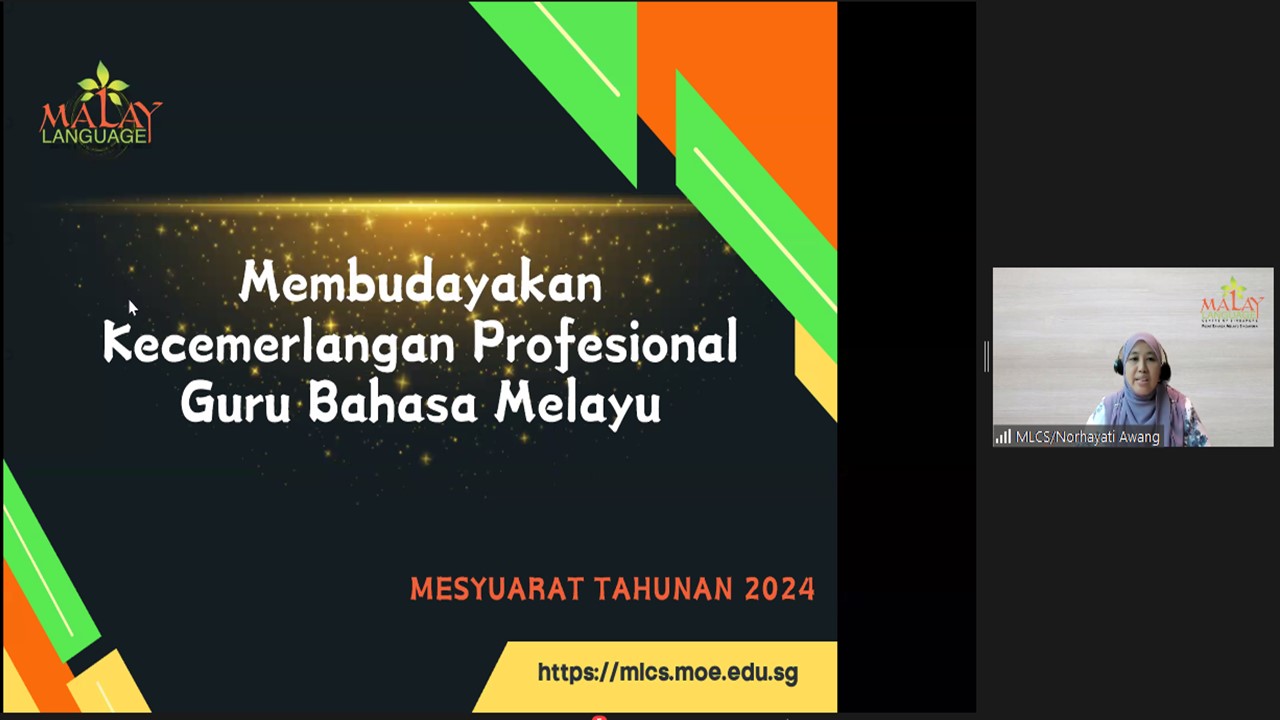 MALAY
LANGUAGE
Membudayakan
Kecemerlangan Profesional
Guru Bahasa Melayu
MESYUARAT TAHUNAN 2024
https://mlcs.moe.edu.sg
MALAY
LANGUAGE
MLCS/Norhayati Awang